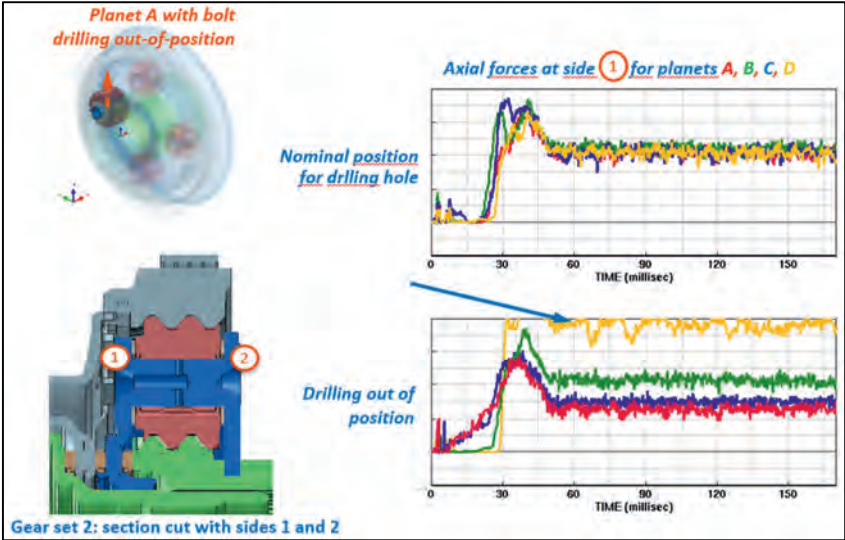 Planet A with bolt
drilling out-of-position
Axial forces at side 1 for planets A, B, C, D
Nominal position
for drlling hole
0 30 60 90 120 150
TIME (millisec)
1 2
Drilling out of
position
0 30 60 90 120 150
TIME (millisec)
Gear set 2: section cut with sides 1 and 2